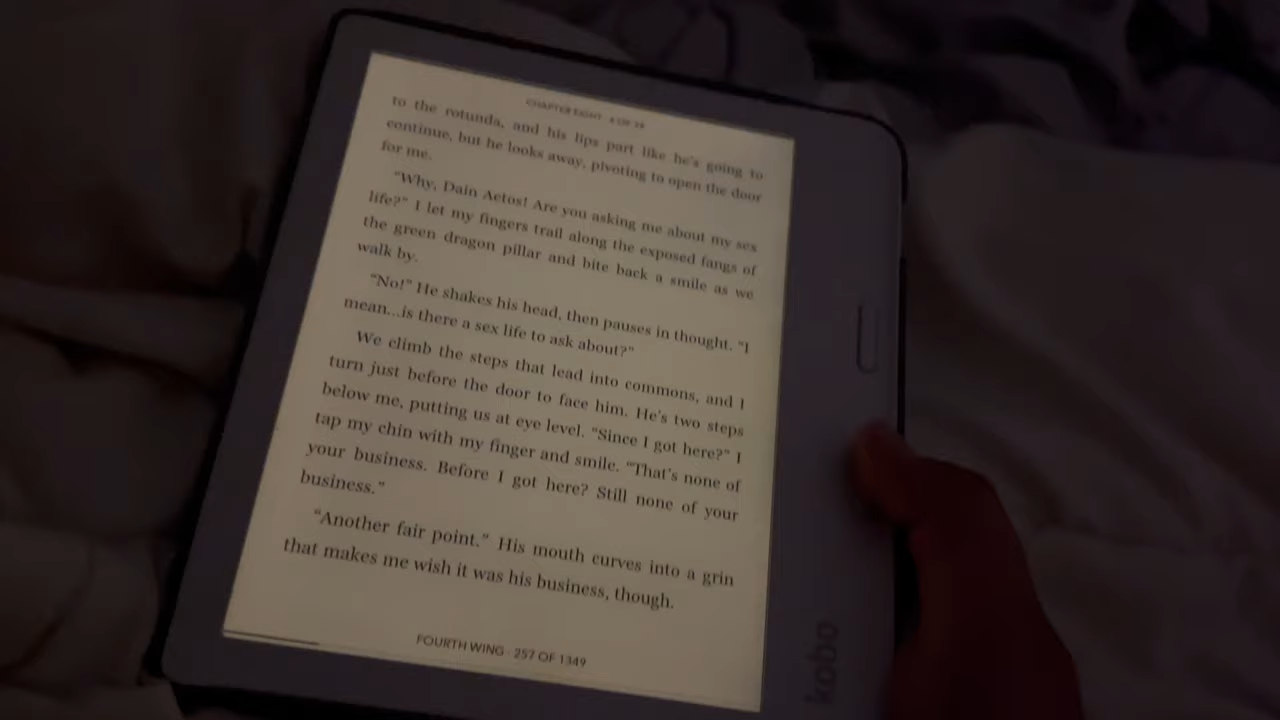 CHAPTER EIGHT · 8 OF 39
to the rotunda, and his lips part like he's going to
continue, but he looks away, pivoting to open the door
for me.
“Why, Dain Aetos! Are you asking me about my sex
life?” I let my fingers trail along the exposed fangs of
the green dragon pillar and bite back a smile as we
walk by.
“No!” He shakes his head, then pauses in thought. “I
mean...is there a sex life to ask about?”
We climb the steps that lead into commons, and I
turn just before the door to face him. He's two steps
below me, putting us at eye level. “Since I got here?” I
tap my chin with my finger and smile. “That's none of
your business. Before I got here? Still none of your
business.”
“Another fair point.” His mouth curves into a grin
that makes me wish it was his business, though.
FOURTH WING · 257 OF 1349
kobo